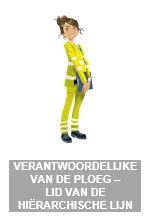 VERANTWOORDELIJKE
VAN DE PLOEG –
LID VAN DE
HIËRARCHISCHE LIJN